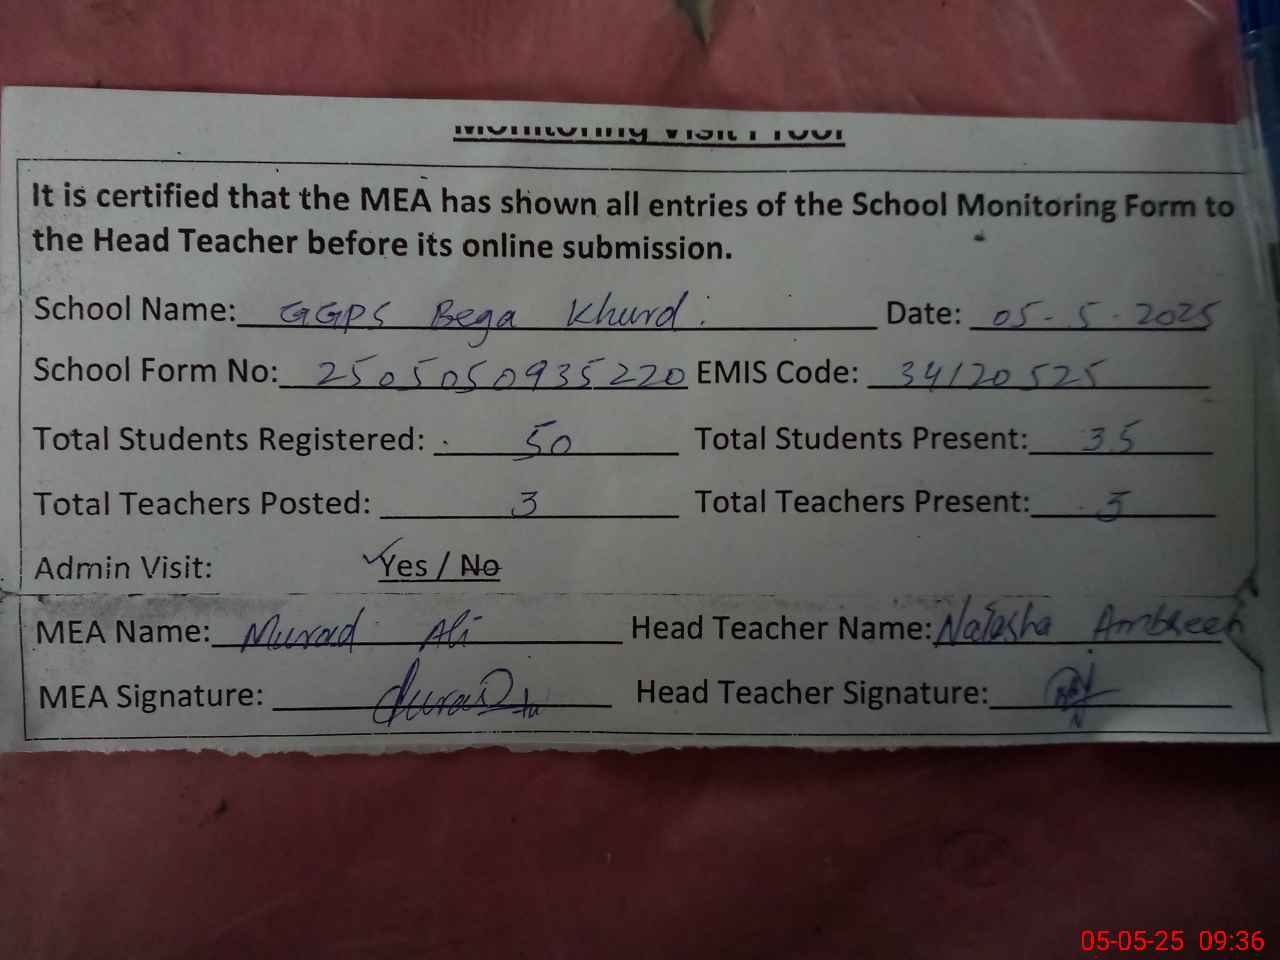 Monitoring Visit Proof
It is certified that the MEA has shown all entries of the School Monitoring Form to
the Head Teacher before its online submission.
School Name: GGPS Bega Khurd. Date: 05-5-2025
School Form No: 2505050935220 EMIS Code: 34120525
Total Students Registered: 50 Total Students Present: 35
Total Teachers Posted: 3 Total Teachers Present:
Admin Visit: Yes / No
MEA Name: Murad Ali Head Teacher Name: Natasha Ambreen
MEA Signature: Head Teacher Signature:
05-05-25 09:36